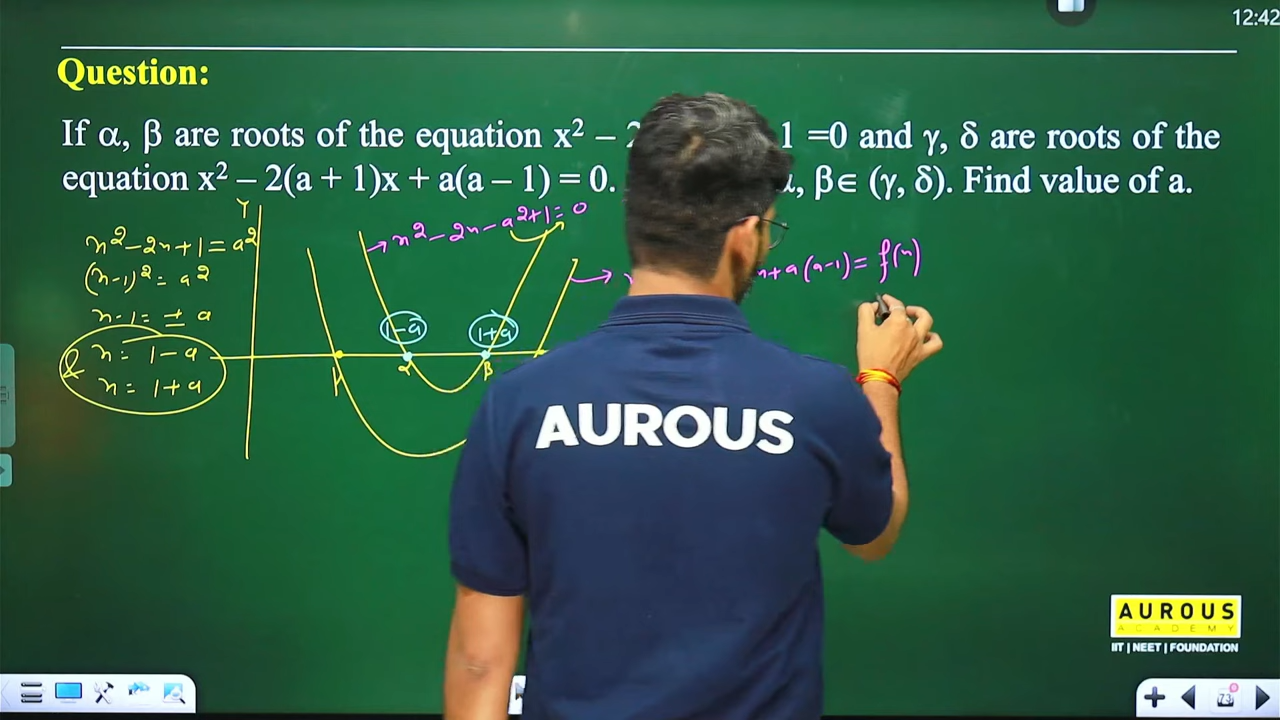 12:42
Question:
If α, β are roots of the equation x² – 2 1 =0 and γ, δ are roots of the
equation x² – 2(a + 1)x + a(a – 1) = 0. , β∈ (γ, δ). Find value of a.
Y
x²-2x+1=a²
(x-1)²= a²
x-1= ± a
& x= 1-a
x= 1+a
→x²-2x-a²+1=0
1-a
1+a
α
β
x+a(a-1)= f(x)
AUROUS
AUROUS
ACADEMY
IIT | NEET | FOUNDATION
73